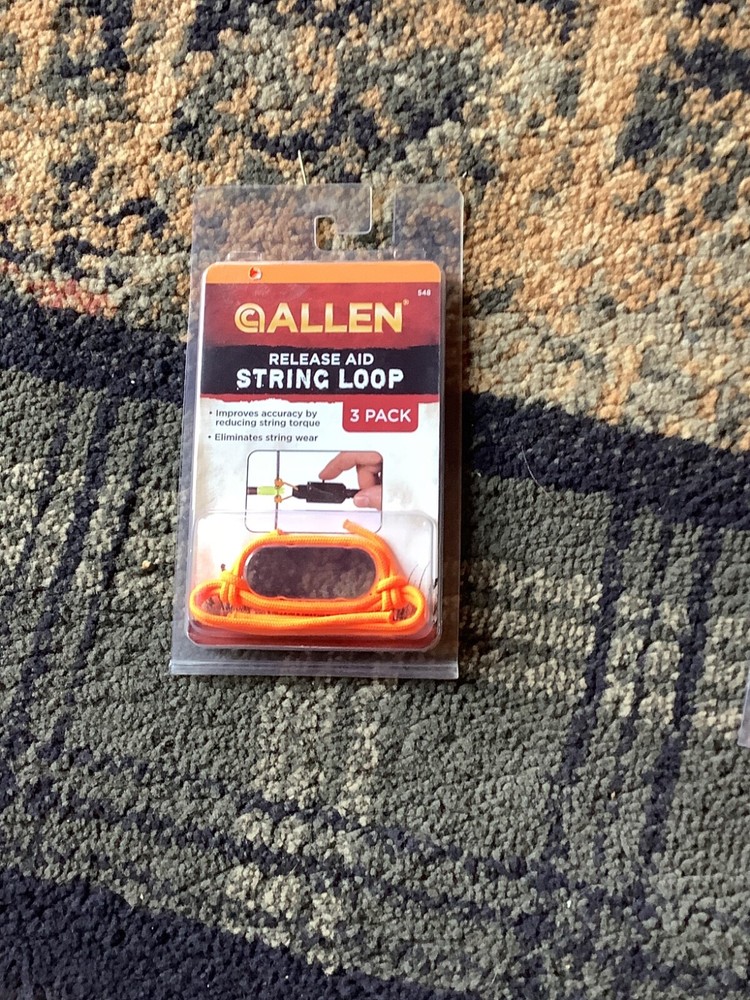 548
ALLEN®
RELEASE AID
STRING LOOP
• Improves accuracy by
reducing string torque
• Eliminates string wear
3 PACK